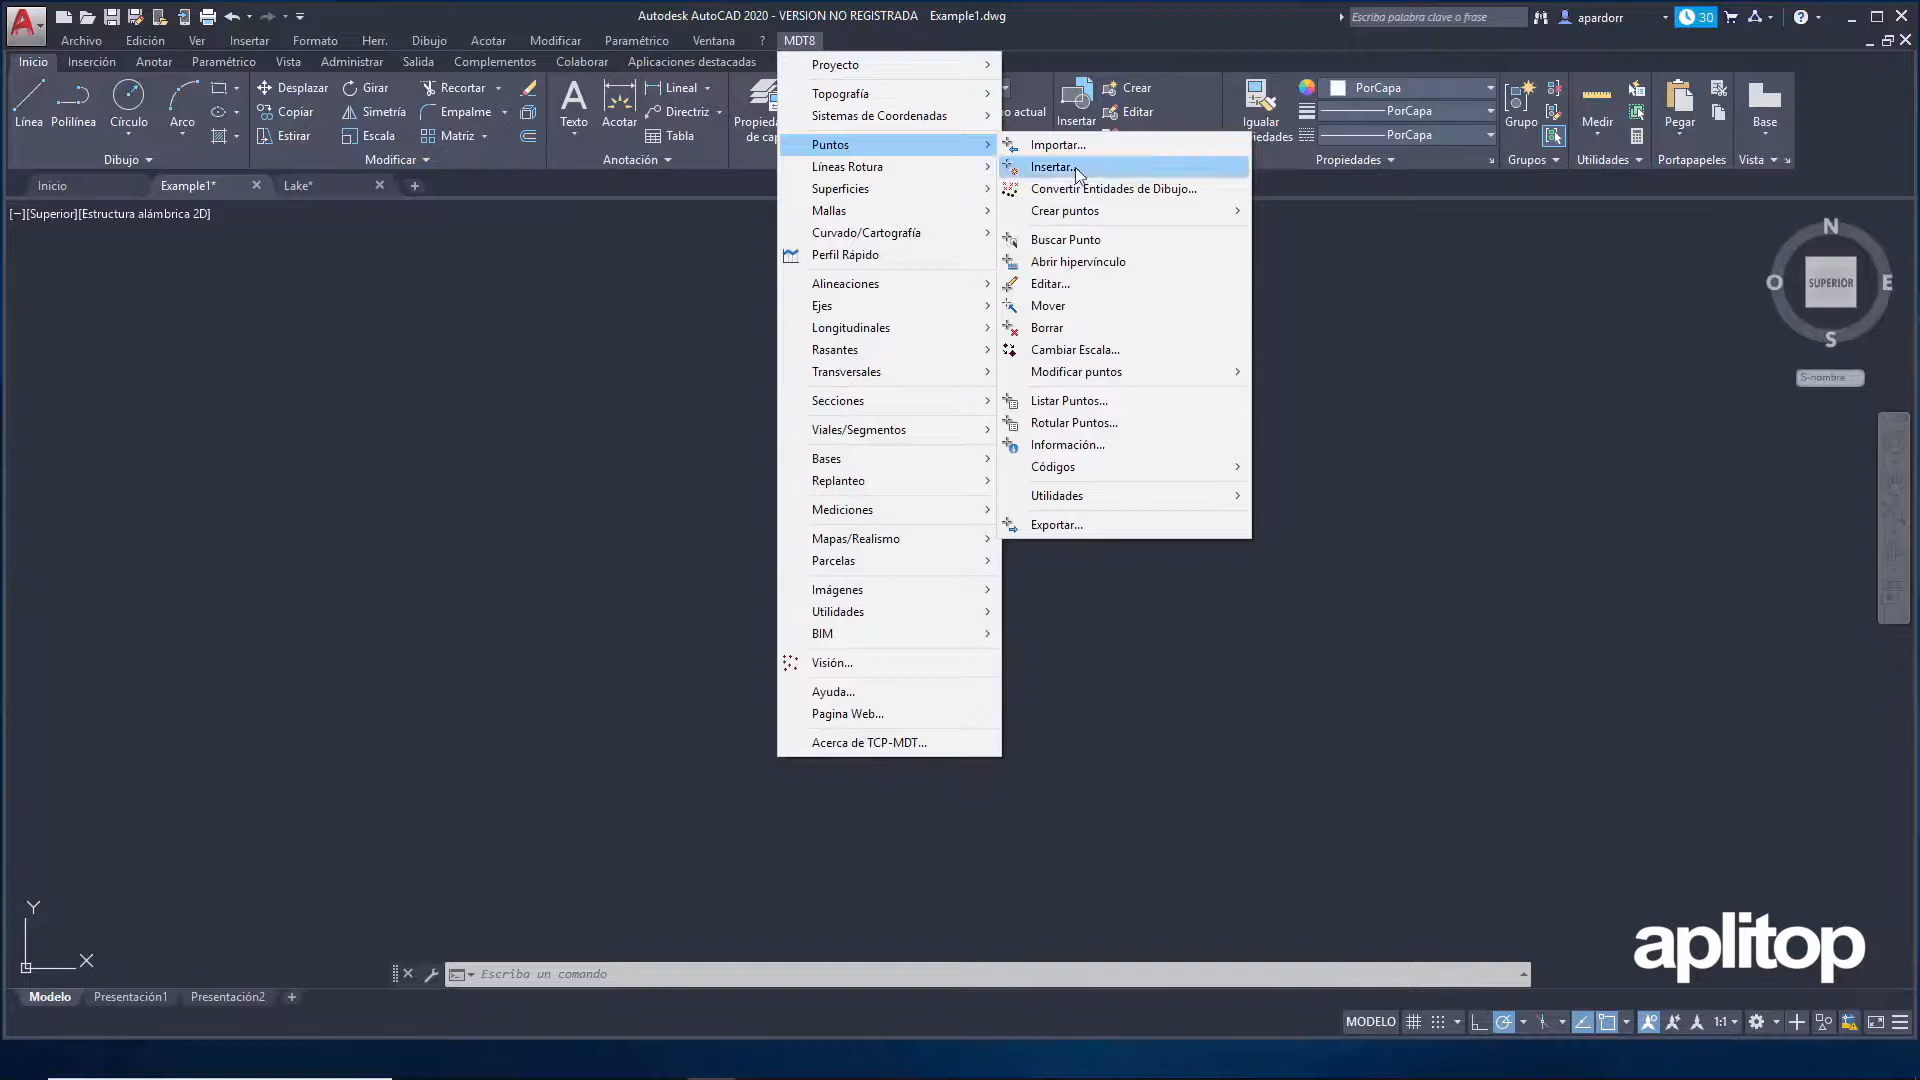 Autodesk AutoCAD 2020 - VERSION NO REGISTRADA Example1.dwg
Escriba palabra clave o frase
apardorr
30
Archivo Edición Ver Insertar Formato Herr. Dibujo Acotar Modificar Paramétrico Ventana ? MDT8
Inicio Inserción Anotar Paramétrico Vista Administrar Salida Complementos Colaborar Aplicaciones destacadas
Línea Polilínea Círculo Arco
Desplazar Girar Recortar
Copiar Simetría Empalme
Estirar Escala Matriz
Texto Acotar
Lineal
Directriz
Tabla
Propied
de cap
o actual
Insertar
Crear
Editar
Igualar
edades
PorCapa
PorCapa
PorCapa
Grupo
Medir
Pegar
Base
Dibujo Modificar Anotación Propiedades Grupos Utilidades Portapapeles Vista
Inicio Example1* Lake*
[−][Superior][Estructura alámbrica 2D]
Proyecto
Topografía
Sistemas de Coordenadas
Puntos
Líneas Rotura
Superficies
Mallas
Curvado/Cartografía
Perfil Rápido
Alineaciones
Ejes
Longitudinales
Rasantes
Transversales
Secciones
Viales/Segmentos
Bases
Replanteo
Mediciones
Mapas/Realismo
Parcelas
Imágenes
Utilidades
BIM
Visión...
Ayuda...
Pagina Web...
Acerca de TCP-MDT...
Importar...
Insertar...
Convertir Entidades de Dibujo...
Crear puntos
Buscar Punto
Abrir hipervínculo
Editar...
Mover
Borrar
Cambiar Escala...
Modificar puntos
Listar Puntos...
Rotular Puntos...
Información...
Códigos
Utilidades
Exportar...
N
O SUPERIOR E
S
S-nombre
Y
X
aplitop
Escriba un comando
Modelo Presentación1 Presentación2 +
MODELO 1:1